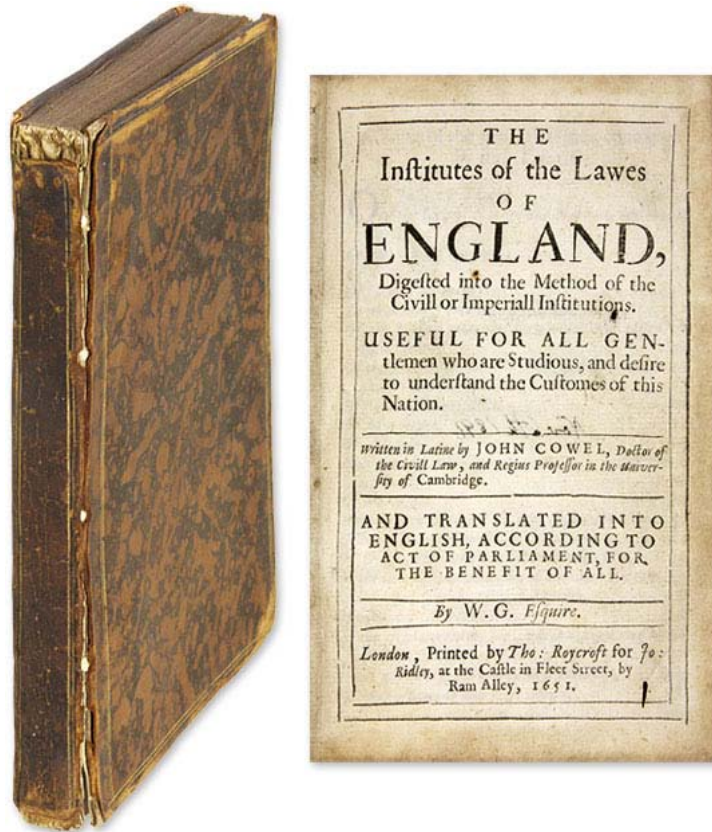 THE
Inſtitutes of the Lawes
OF
ENGLAND,
Digeſted into the Method of the
Civill or Imperiall Inſtitutions.
USEFUL FOR ALL GEN-
tlemen who are Studious, and deſire
to underſtand the Cuſtomes of this
Nation.
Written in Latine by JOHN COWEL, Doctor of
the Civill Law, and Regius Profeſſor in the Univer-
ſity of Cambridge.
AND TRANSLATED INTO
ENGLISH, ACCORDING TO
ACT OF PARLIAMENT, FOR
THE BENEFIT OF ALL.
By W. G. Eſquire.
London, Printed by Tho: Roycroft for Jo:
Ridley, at the Caſtle in Fleet Street, by
Ram Alley, 1651.